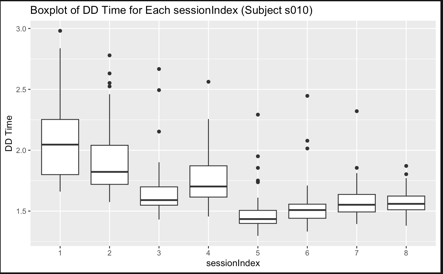 Boxplot of DD Time for Each sessionIndex (Subject s010)
3.0
2.5
2.0
1.5
DD Time
1 2 3 4 5 6 7 8
sessionIndex